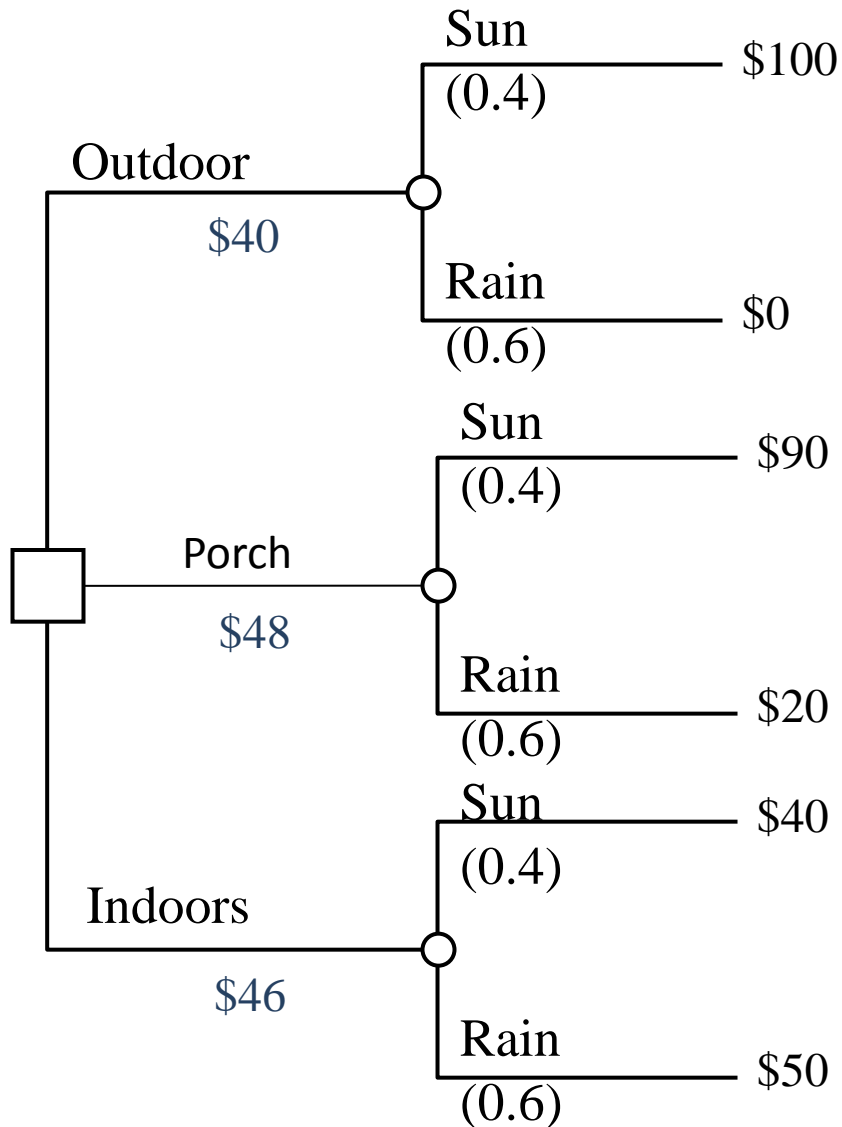 Sun
$100
(0.4)
Outdoor
$40
Rain
$0
(0.6)
Sun
$90
(0.4)
Porch
$48
Rain
$20
(0.6)
Sun
$40
(0.4)
Indoors
$46
Rain
$50
(0.6)